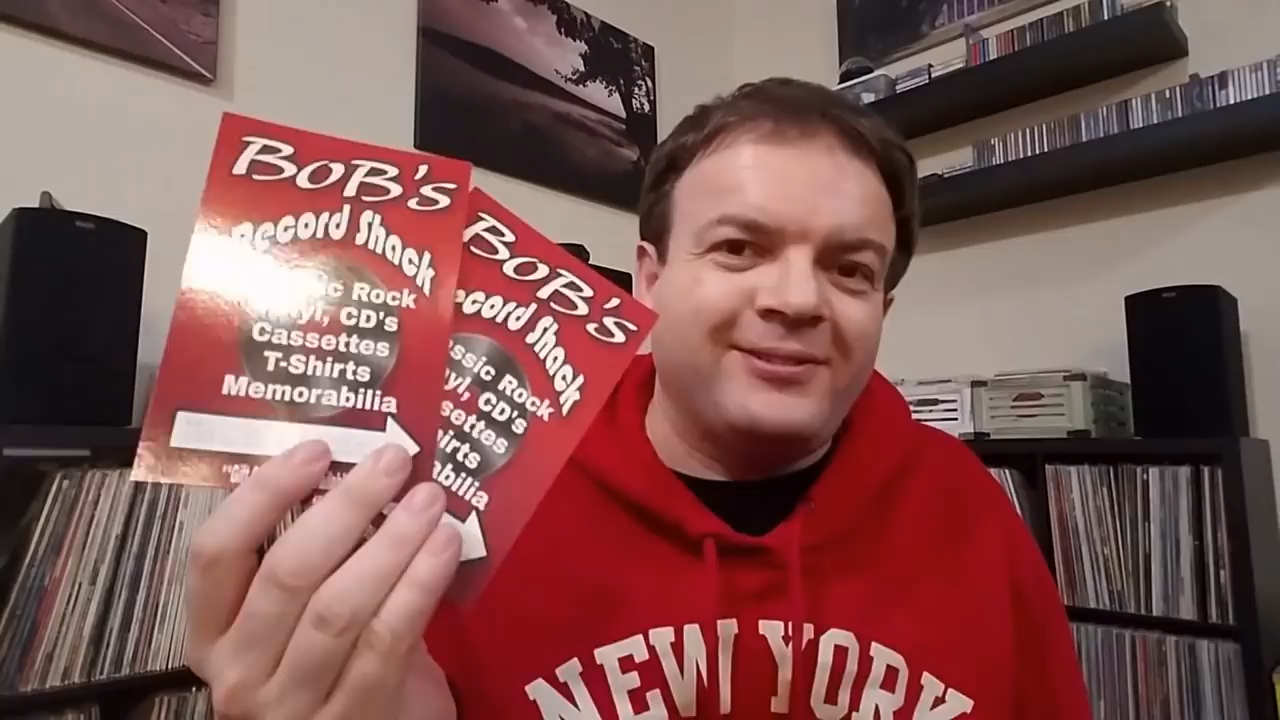 BoB's
Record Shack
Classic Rock
Vinyl, CD's
Cassettes
T-Shirts
Memorabilia
BoB's
Record Shack
Classic Rock
Vinyl, CD's
Cassettes
T-Shirts
Memorabilia
NEW YORK